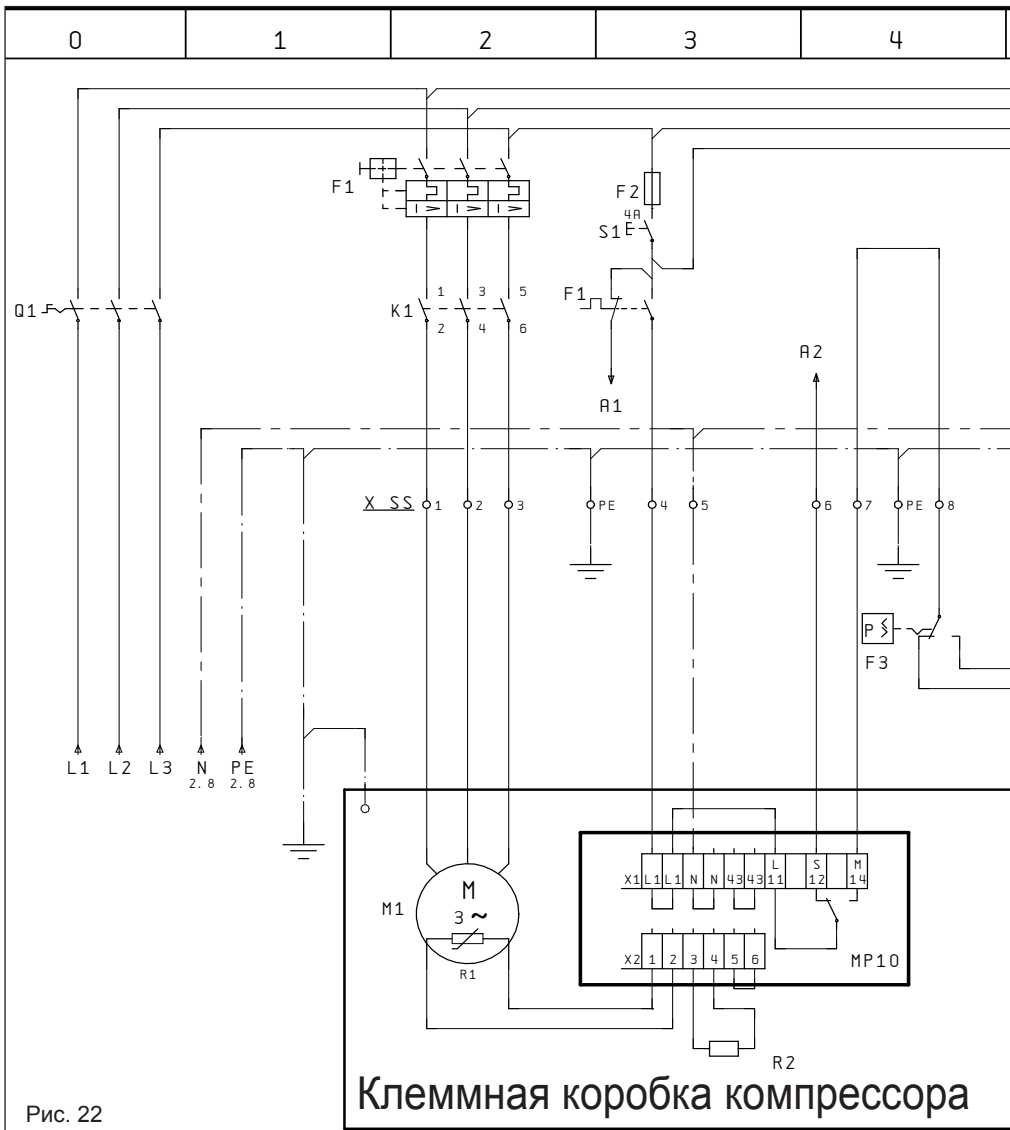 0 1 2 3 4
F1
F2
4A
S1
1 3 5
Q1 K1 F1
2 4 6
A2
A1
X SS 1 2 3 PE 4 5 6 7 PE 8
P
F3
L1 L2 L3 N PE
2.8 2.8
L S M
X1 L1 L1 N N 43 43 11 12 14
M
M1
3 ~
X2 1 2 3 4 5 6 MP10
R1
R2
Клеммная коробка компрессора
Рис. 22